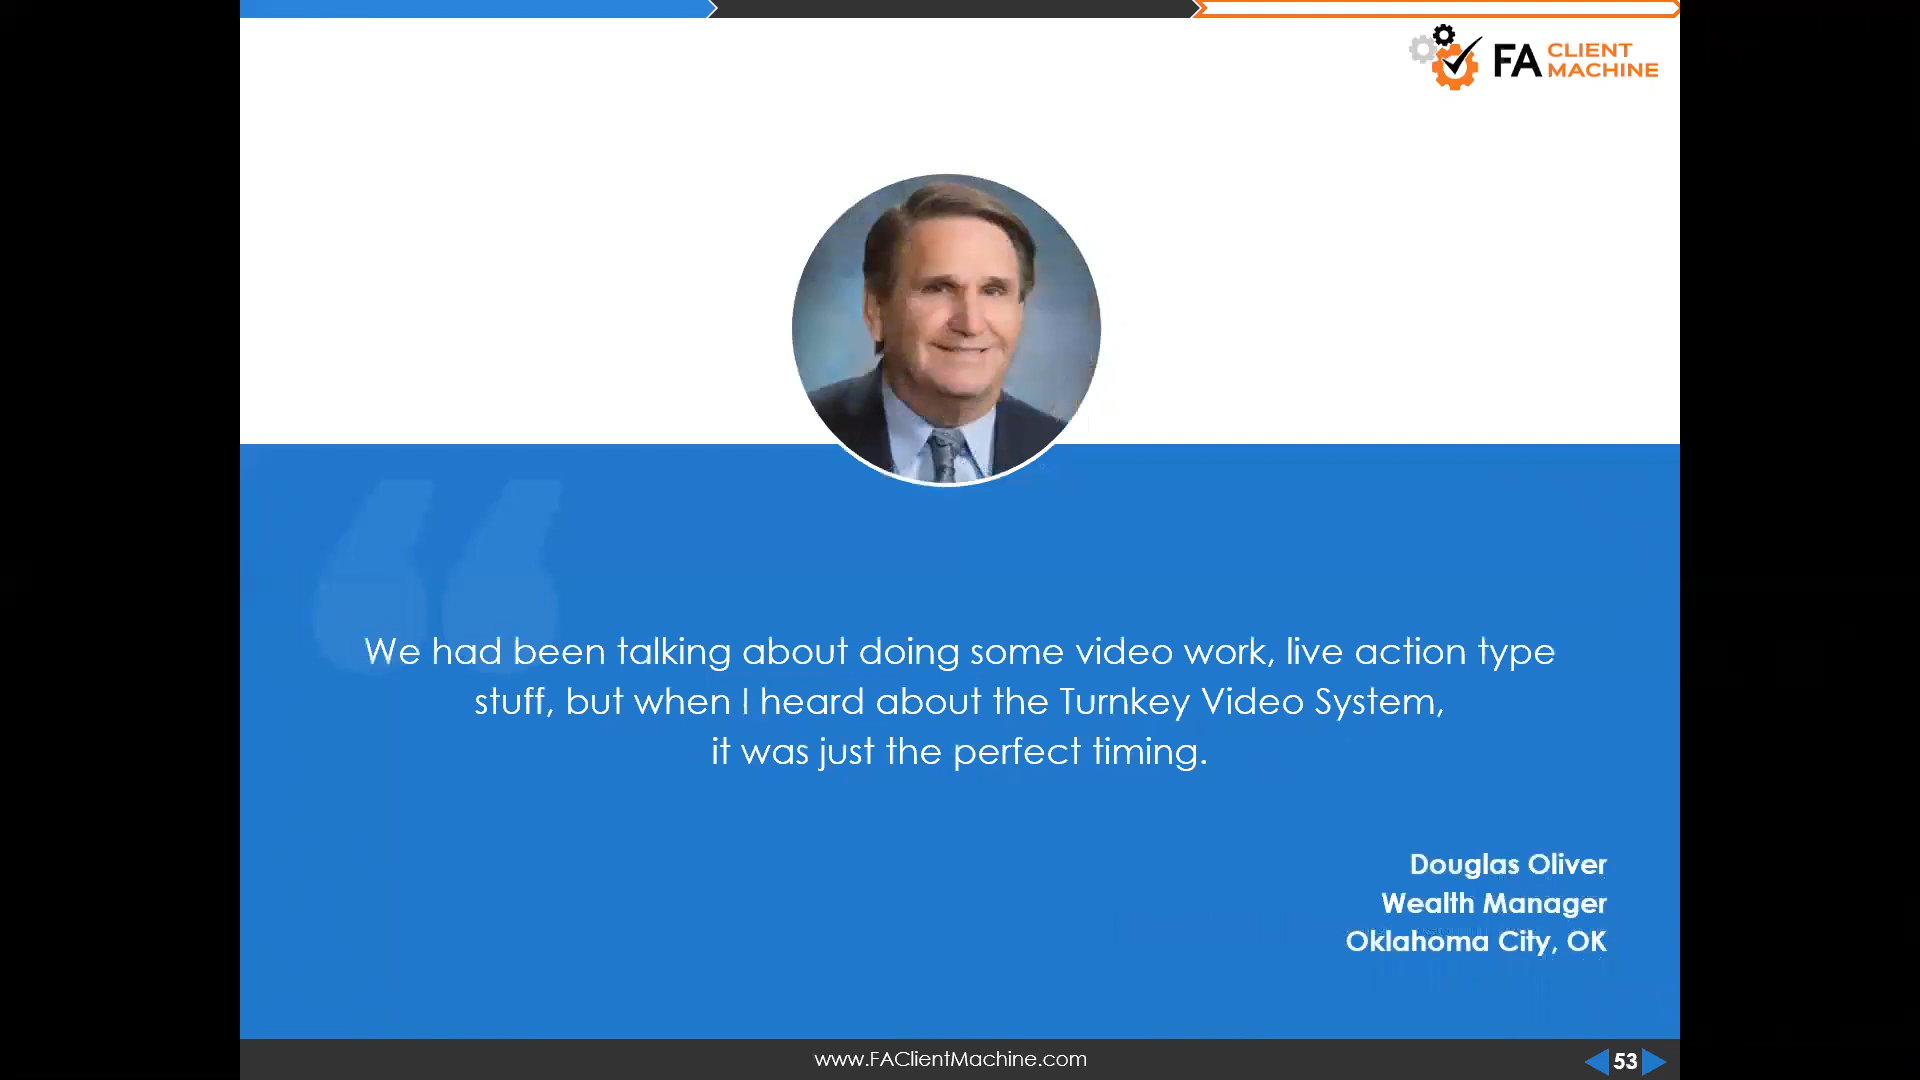 FA CLIENT
MACHINE
We had been talking about doing some video work, live action type
stuff, but when I heard about the Turnkey Video System,
it was just the perfect timing.
Douglas Oliver
Wealth Manager
Oklahoma City, OK
www.FAClientMachine.com
53